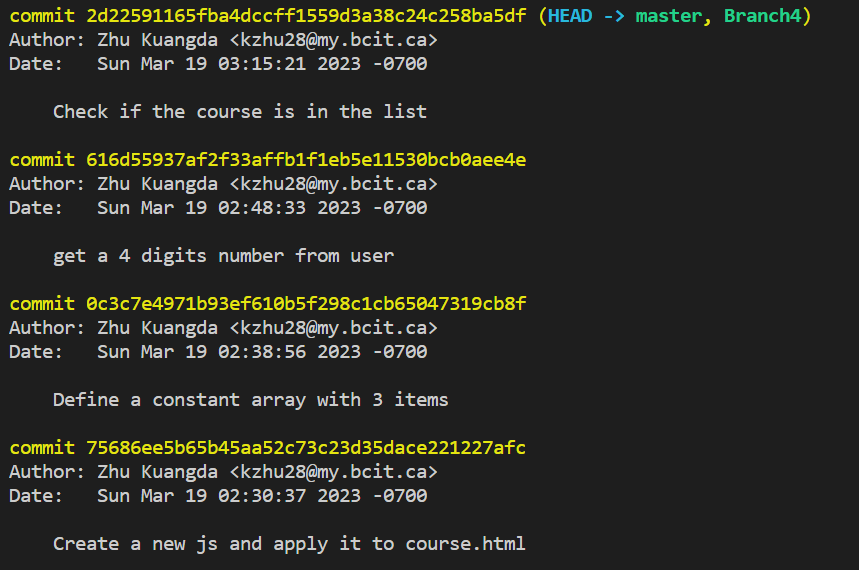 commit 2d22591165fba4dccff1559d3a38c24c258ba5df (HEAD -> master, Branch4)
Author: Zhu Kuangda <kzhu28@my.bcit.ca>
Date:   Sun Mar 19 03:15:21 2023 -0700
Check if the course is in the list
commit 616d55937af2f33affb1f1eb5e11530bcb0aee4e
Author: Zhu Kuangda <kzhu28@my.bcit.ca>
Date:   Sun Mar 19 02:48:33 2023 -0700
get a 4 digits number from user
commit 0c3c7e4971b93ef610b5f298c1cb65047319cb8f
Author: Zhu Kuangda <kzhu28@my.bcit.ca>
Date:   Sun Mar 19 02:38:56 2023 -0700
Define a constant array with 3 items
commit 75686ee5b65b45aa52c73c23d35dace221227afc
Author: Zhu Kuangda <kzhu28@my.bcit.ca>
Date:   Sun Mar 19 02:30:37 2023 -0700
Create a new js and apply it to course.html